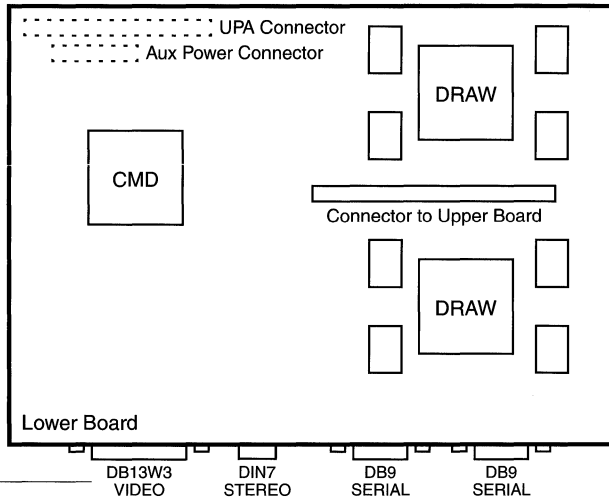 UPA Connector
Aux Power Connector
DRAW
CMD
Connector to Upper Board
DRAW
Lower Board
DB13W3
VIDEO
DIN7
STEREO
DB9
SERIAL
DB9
SERIAL